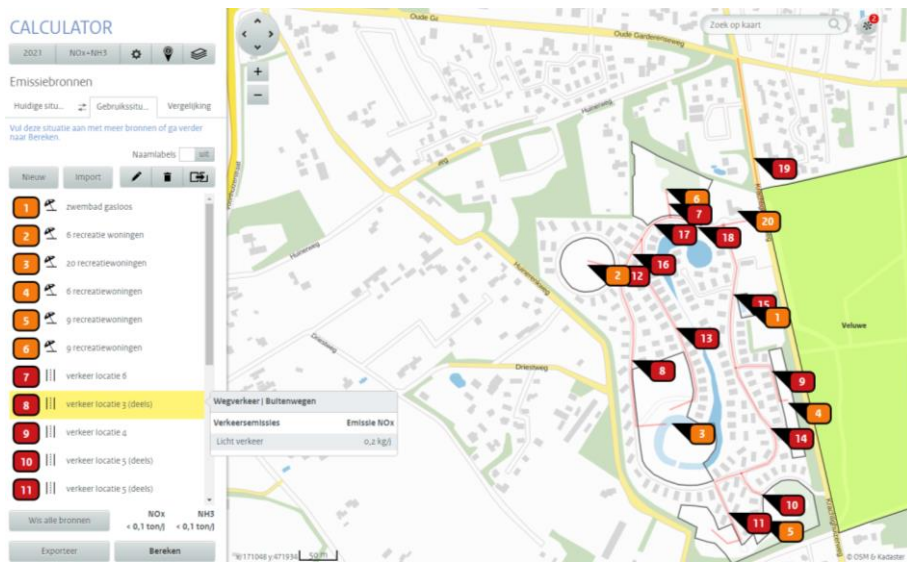 CALCULATOR
2021
NOx+NH3
Emissiebronnen
Huidige situ...
Gebruikssitu...
Vergelijking
Vul deze situatie aan met meer bronnen of ga verder
naar Bereken.
Naamlabels
uit
Nieuw
Import
1 zwembad gasloos
2 6 recreatie woningen
3 20 recreatiewoningen
4 6 recreatiewoningen
5 9 recreatiewoningen
6 9 recreatiewoningen
7 verkeer locatie 6
8 verkeer locatie 3 (deels)
9 verkeer locatie 4
10 verkeer locatie 5 (deels)
11 verkeer locatie 5 (deels)
NOx NH3
Wis alle bronnen
< 0,1 ton/j < 0,1 ton/j
Exporteer
Bereken
Wegverkeer | Buitenwegen
Verkeersemissies Emissie NOx
Licht verkeer 0,2 kg/j
Zoek op kaart
2
Oude Garderenseweg
Huinerweg
Huinerweg
Huinerenkweg
Driestweg
Driestweg
Veluwe
19
6
7
20
17
18
16
2
12
15
1
13
8
9
4
3
14
10
11
5
50 m
© OSM & Kadaster